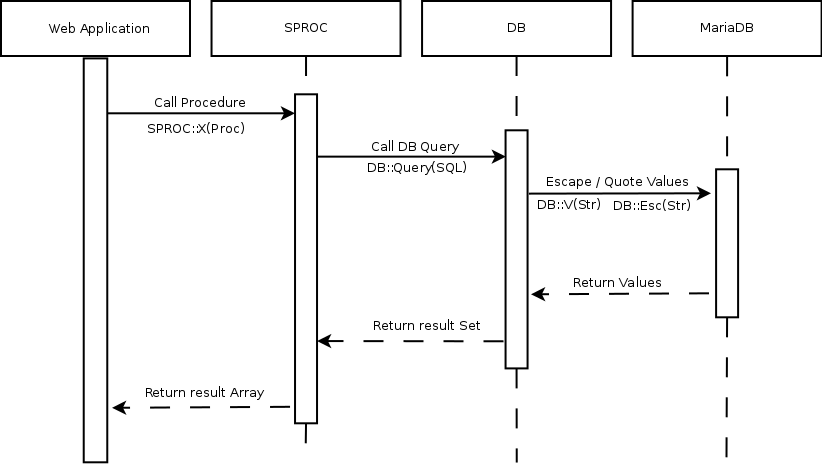 Web Application
SPROC
DB
MariaDB
Call Procedure
SPROC::X(Proc)
Call DB Query
DB::Query(SQL)
Escape / Quote Values
DB::V(Str) DB::Esc(Str)
Return Values
Return result Set
Return result Array